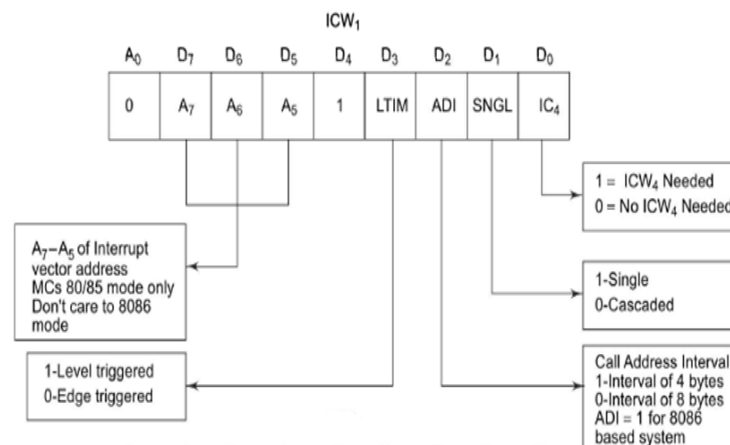 ICW₁
A₀ D₇ D₆ D₅ D₄ D₃ D₂ D₁ D₀
0 A₇ A₆ A₅ 1 LTIM ADI SNGL IC₄
1 = ICW₄ Needed
0 = No ICW₄ Needed
A₇–A₅ of Interrupt
vector address
MCs 80/85 mode only
Don't care to 8086
mode
1-Single
0-Cascaded
1-Level triggered
0-Edge triggered
Call Address Interval
1-Interval of 4 bytes
0-Interval of 8 bytes
ADI = 1 for 8086
based system